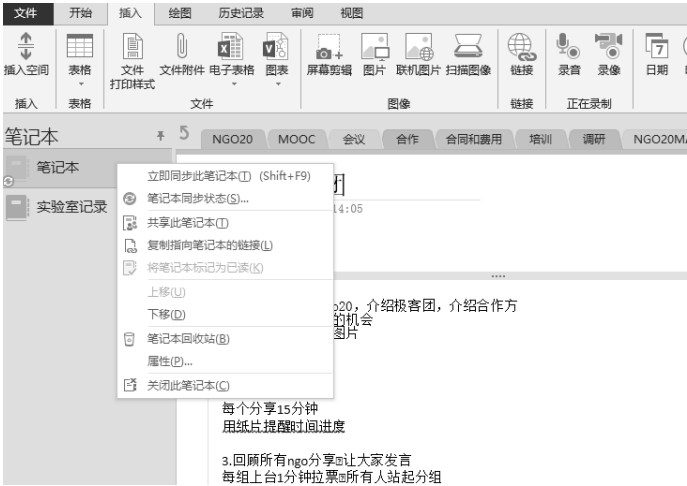 文件 开始 插入 绘图 历史记录 审阅 视图
插入空间 表格 文件打印样式 文件附件 电子表格 图表 屏幕剪辑 图片 联机图片 扫描图像 链接 录音 录像 日期
插入 表格 文件 图像 链接 正在录制
笔记本 NGO20 MOOC 会议 合作 合同和费用 培训 调研 NGO20MA
笔记本
实验室记录
立即同步此笔记本(T) (Shift+F9)
笔记本同步状态(S)...
共享此笔记本(T)
复制指向笔记本的链接(L)
将笔记本标记为已读(K)
上移(U)
下移(D)
笔记本回收站(B)
属性(P)...
关闭此笔记本(C)
14:05
o20，介绍极客团，介绍合作方
的机会
图片
每个分享15分钟
用纸片提醒时间进度
3.回顾所有ngo分享 让大家发言
每组上台1分钟拉票 所有人站起分组